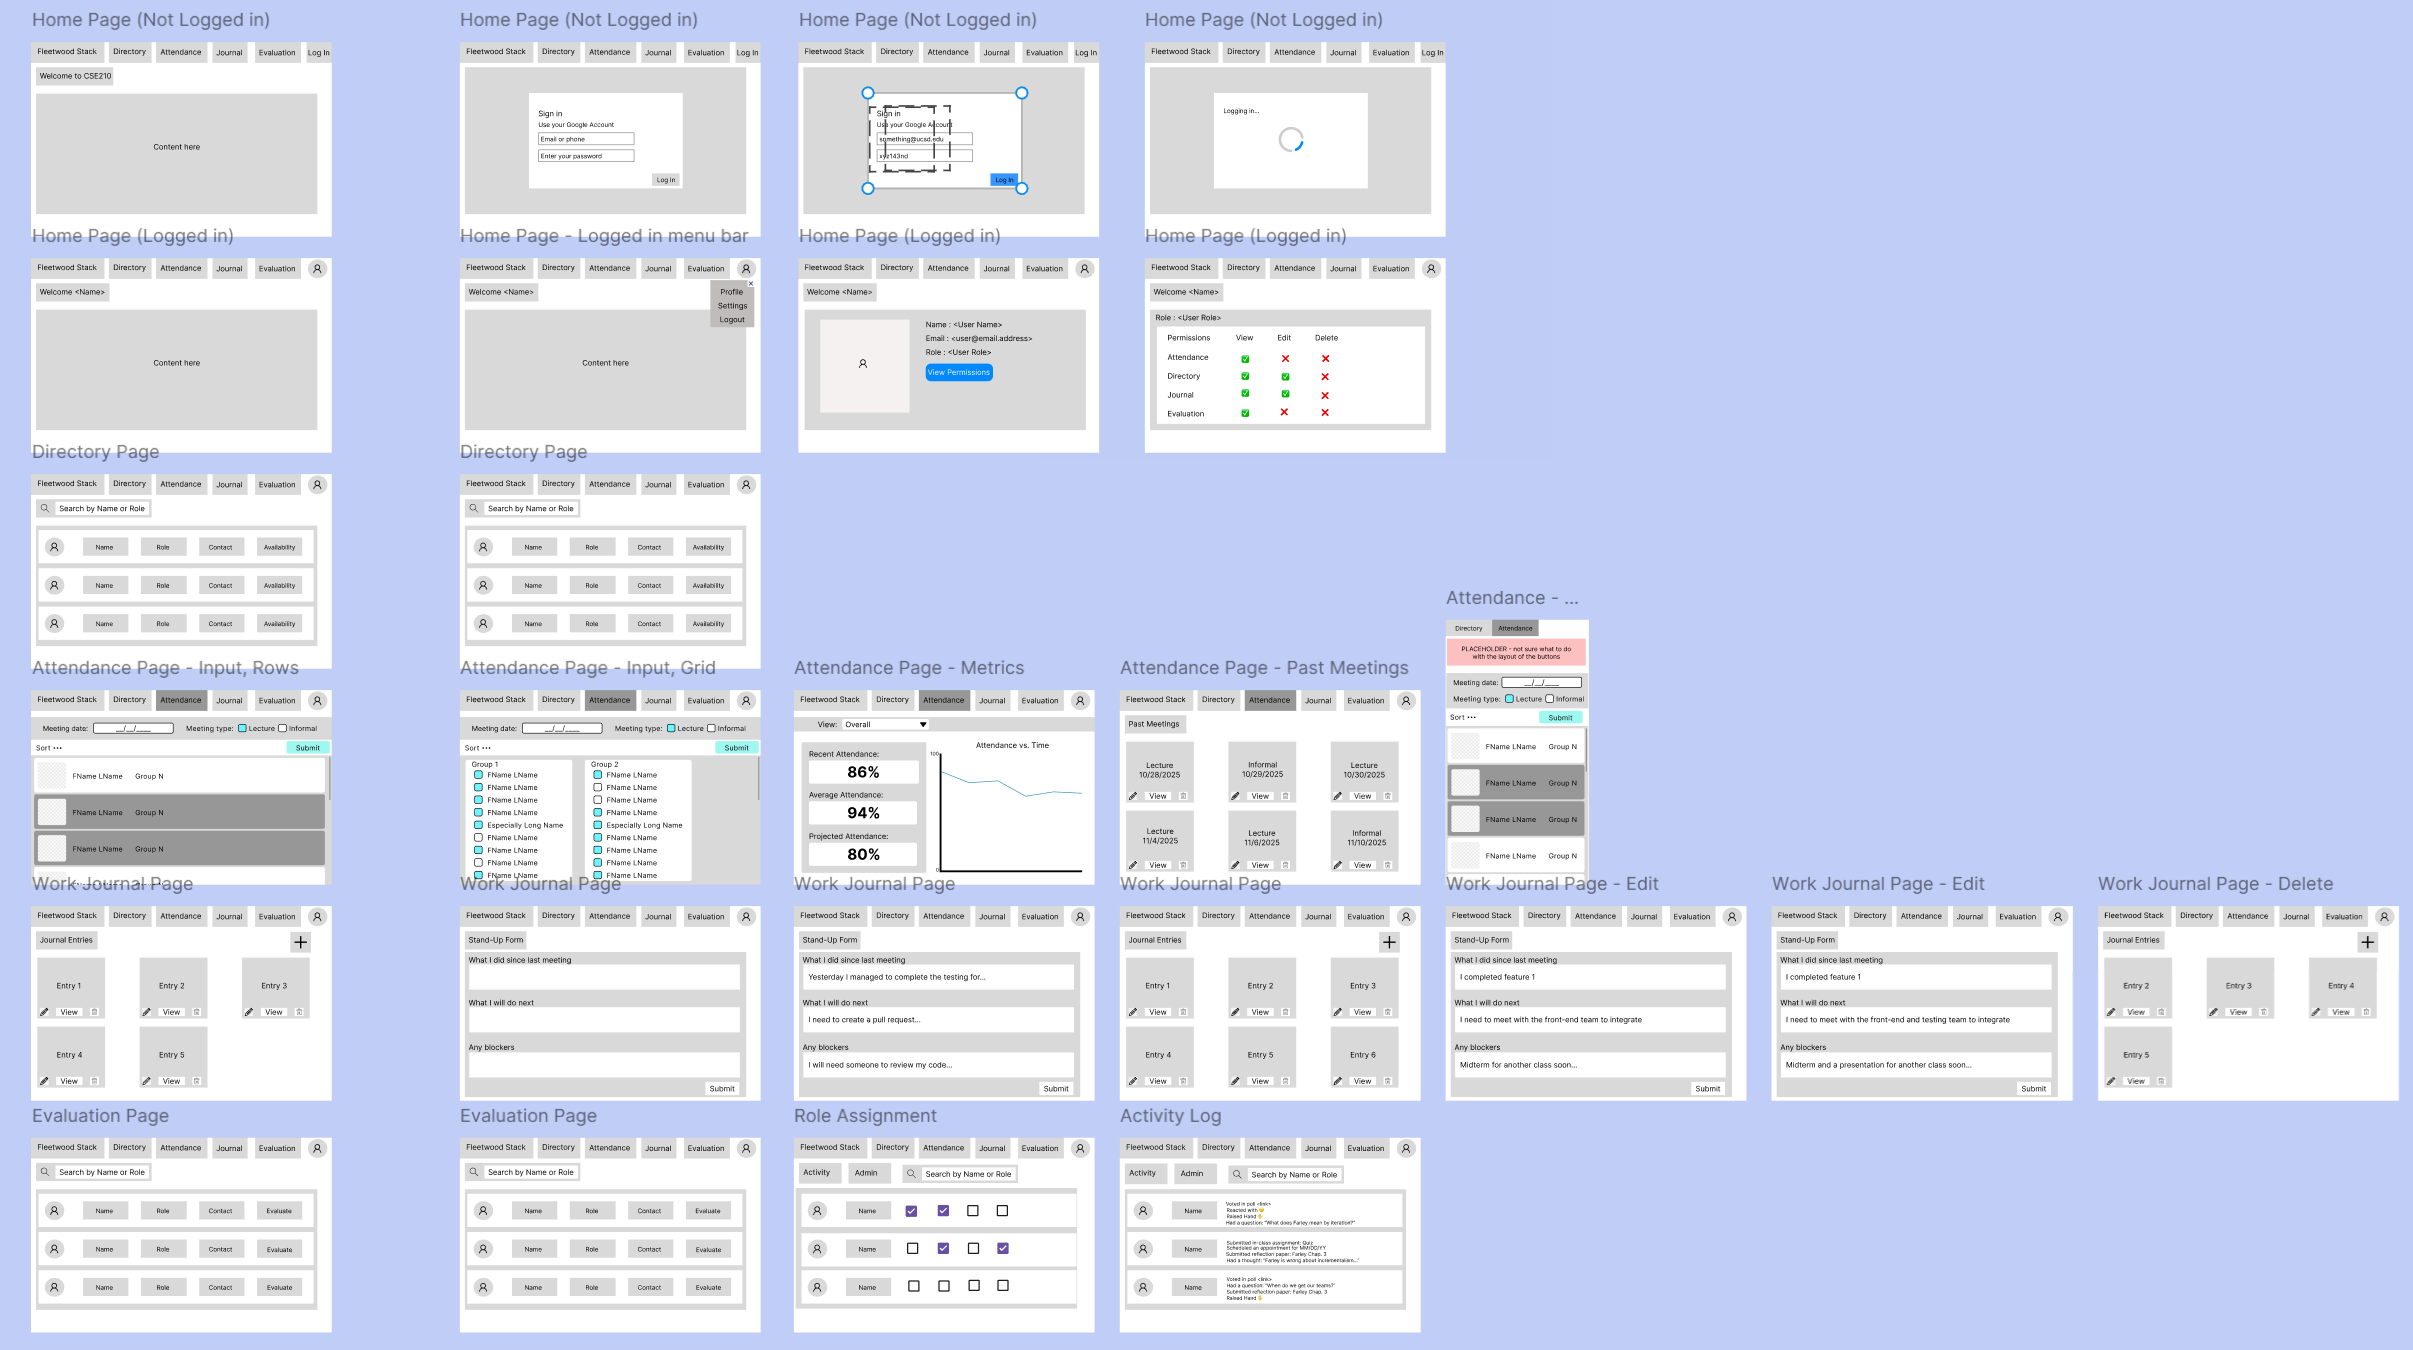 Home Page (Not Logged in)
Fleetwood Stack Directory Attendance Journal Evaluation Log In
Welcome to CSE210
Content here
Home Page (Not Logged in)
Fleetwood Stack Directory Attendance Journal Evaluation Log In
Sign in
Use your Google Account
Email or phone
Enter your password
Log In
Home Page (Not Logged in)
Fleetwood Stack Directory Attendance Journal Evaluation Log In
Sign in
Use your Google Account
something@ucsd.edu
xyz143nd
Log In
Home Page (Not Logged in)
Fleetwood Stack Directory Attendance Journal Evaluation Log In
Logging in...
Home Page (Logged in)
Fleetwood Stack Directory Attendance Journal Evaluation
Welcome <Name>
Content here
Home Page - Logged in menu bar
Fleetwood Stack Directory Attendance Journal Evaluation
Welcome <Name>
Profile
Settings
Logout
Content here
Home Page (Logged in)
Fleetwood Stack Directory Attendance Journal Evaluation
Welcome <Name>
Name : <User Name>
Email : <user@email.address>
Role : <User Role>
View Permissions
Home Page (Logged in)
Fleetwood Stack Directory Attendance Journal Evaluation
Welcome <Name>
Role : <User Role>
Permissions View Edit Delete
Attendance
Directory
Journal
Evaluation
Directory Page
Fleetwood Stack Directory Attendance Journal Evaluation
Search by Name or Role
Name Role Contact Availability
Name Role Contact Availability
Name Role Contact Availability
Directory Page
Fleetwood Stack Directory Attendance Journal Evaluation
Search by Name or Role
Name Role Contact Availability
Name Role Contact Availability
Name Role Contact Availability
Attendance Page - Input, Rows
Fleetwood Stack Directory Attendance Journal Evaluation
Meeting date: __/__/____ Meeting type: Lecture Informal
Sort ••• Submit
FName LName Group N
FName LName Group N
FName LName Group N
Attendance Page - Input, Grid
Fleetwood Stack Directory Attendance Journal Evaluation
Meeting date: __/__/____ Meeting type: Lecture Informal
Sort ••• Submit
Group 1
FName LName
FName LName
FName LName
FName LName
Especially Long Name
FName LName
FName LName
FName LName
FName LName
Group 2
FName LName
FName LName
FName LName
FName LName
Especially Long Name
FName LName
FName LName
FName LName
FName LName
Attendance Page - Metrics
Fleetwood Stack Directory Attendance Journal Evaluation
View: Overall
Recent Attendance:
86%
Average Attendance:
94%
Projected Attendance:
80%
Attendance vs. Time
100
0
Attendance Page - Past Meetings
Fleetwood Stack Directory Attendance Journal Evaluation
Past Meetings
Lecture
10/28/2025
View
Informal
10/29/2025
View
Lecture
10/30/2025
View
Lecture
11/4/2025
View
Lecture
11/6/2025
View
Informal
11/10/2025
View
Attendance - ...
Directory Attendance
PLACEHOLDER - not sure what to do
with the layout of the buttons
Meeting date: __/__/____
Meeting type: Lecture Informal
Sort ••• Submit
FName LName Group N
FName LName Group N
FName LName Group N
FName LName Group N
Work Journal Page
Fleetwood Stack Directory Attendance Journal Evaluation
Journal Entries
Entry 1 Entry 2 Entry 3
View View View
Entry 4 Entry 5
View View
Work Journal Page
Fleetwood Stack Directory Attendance Journal Evaluation
Stand-Up Form
What I did since last meeting
What I will do next
Any blockers
Submit
Work Journal Page
Fleetwood Stack Directory Attendance Journal Evaluation
Stand-Up Form
What I did since last meeting
Yesterday I managed to complete the testing for...
What I will do next
I need to create a pull request...
Any blockers
I will need someone to review my code...
Submit
Work Journal Page
Fleetwood Stack Directory Attendance Journal Evaluation
Journal Entries
Entry 1 Entry 2 Entry 3
View View View
Entry 4 Entry 5 Entry 6
View View View
Work Journal Page - Edit
Fleetwood Stack Directory Attendance Journal Evaluation
Stand-Up Form
What I did since last meeting
I completed feature 1
What I will do next
I need to meet with the front-end team to integrate
Any blockers
Midterm for another class soon...
Submit
Work Journal Page - Edit
Fleetwood Stack Directory Attendance Journal Evaluation
Stand-Up Form
What I did since last meeting
I completed feature 1
What I will do next
I need to meet with the front-end and testing team to integrate
Any blockers
Midterm and a presentation for another class soon...
Submit
Work Journal Page - Delete
Fleetwood Stack Directory Attendance Journal Evaluation
Journal Entries
Entry 2 Entry 3 Entry 4
View View View
Entry 5
View
Evaluation Page
Fleetwood Stack Directory Attendance Journal Evaluation
Search by Name or Role
Name Role Contact Evaluate
Name Role Contact Evaluate
Name Role Contact Evaluate
Evaluation Page
Fleetwood Stack Directory Attendance Journal Evaluation
Search by Name or Role
Name Role Contact Evaluate
Name Role Contact Evaluate
Name Role Contact Evaluate
Role Assignment
Fleetwood Stack Directory Attendance Journal Evaluation
Activity Admin Search by Name or Role
Name
Name
Name
Activity Log
Fleetwood Stack Directory Attendance Journal Evaluation
Activity Admin Search by Name or Role
Name
Voted in poll <link>
Reacted with 😀
Raised Hand ✋
Had a question: "What does Farley mean by iteration?"
Name
Submitted in-class assignment: Quiz
Scheduled an appointment for MM/DD/YY
Submitted reflection paper: Farley Chap. 3
Had a thought: "Farley is wrong about incrementalism..."
Name
Voted in poll <link>
Had a question: "When do we get our teams?"
Submitted reflection paper: Farley Chap. 3
Raised Hand ✋